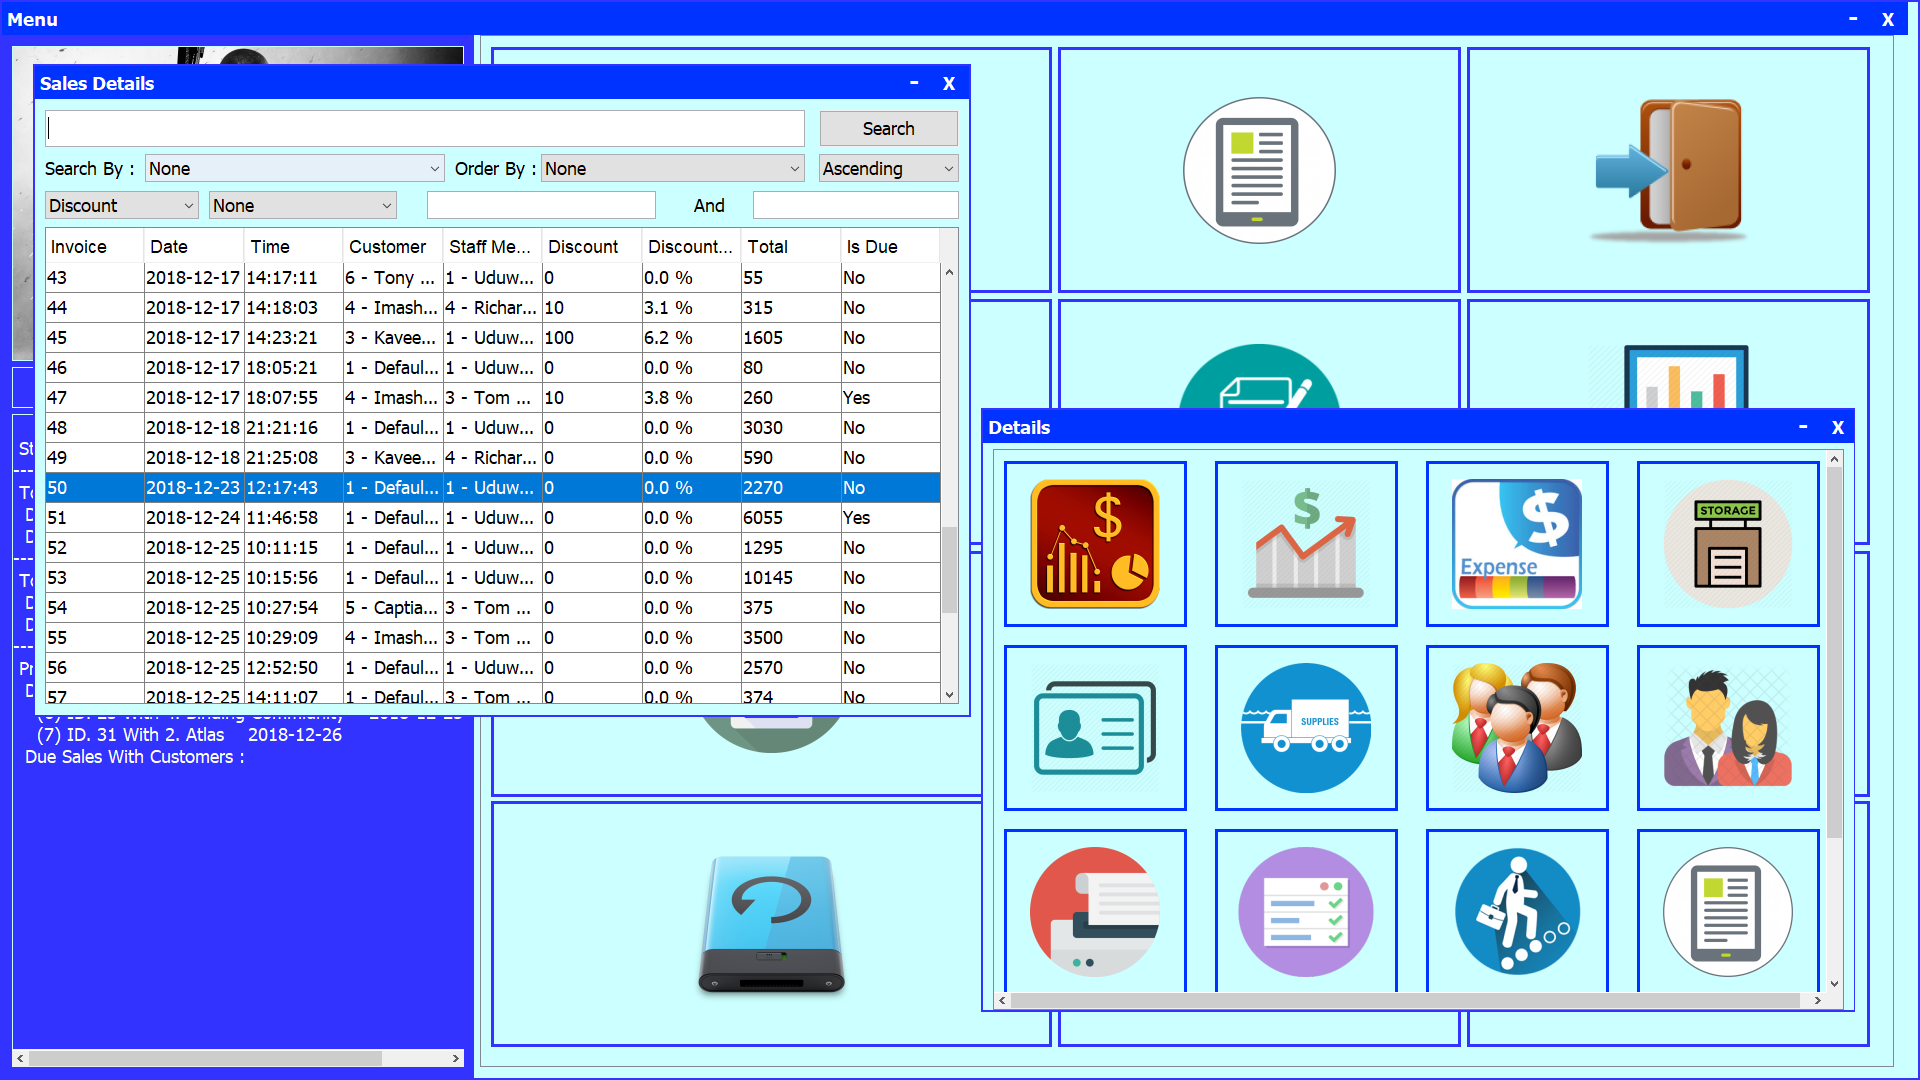 Menu - X
Sales Details - X
Search
Search By : None Order By : None Ascending
Discount None And
Invoice Date Time Customer Staff Me... Discount Discount... Total Is Due
43 2018-12-17 14:17:11 6 - Tony ... 1 - Uduw... 0 0.0 % 55 No
44 2018-12-17 14:18:03 4 - Imash... 4 - Richar... 10 3.1 % 315 No
45 2018-12-17 14:23:21 3 - Kavee... 1 - Uduw... 100 6.2 % 1605 No
46 2018-12-17 18:05:21 1 - Defaul... 1 - Uduw... 0 0.0 % 80 No
47 2018-12-17 18:07:55 4 - Imash... 3 - Tom ... 10 3.8 % 260 Yes
48 2018-12-18 21:21:16 1 - Defaul... 1 - Uduw... 0 0.0 % 3030 No
49 2018-12-18 21:25:08 3 - Kavee... 4 - Richar... 0 0.0 % 590 No
50 2018-12-23 12:17:43 1 - Defaul... 1 - Uduw... 0 0.0 % 2270 No
51 2018-12-24 11:46:58 1 - Defaul... 1 - Uduw... 0 0.0 % 6055 Yes
52 2018-12-25 10:11:15 1 - Defaul... 1 - Uduw... 0 0.0 % 1295 No
53 2018-12-25 10:15:56 1 - Defaul... 1 - Uduw... 0 0.0 % 10145 No
54 2018-12-25 10:27:54 5 - Captia... 3 - Tom ... 0 0.0 % 375 No
55 2018-12-25 10:29:09 4 - Imash... 3 - Tom ... 0 0.0 % 3500 No
56 2018-12-25 12:52:50 1 - Defaul... 1 - Uduw... 0 0.0 % 2570 No
57 2018-12-25 14:11:07 1 - Defaul... 3 - Tom ... 0 0.0 % 374 No
(7) ID. 31 With 2. Atlas 2018-12-26
Due Sales With Customers :
Details - X
Expense
STORAGE
SUPPLIES